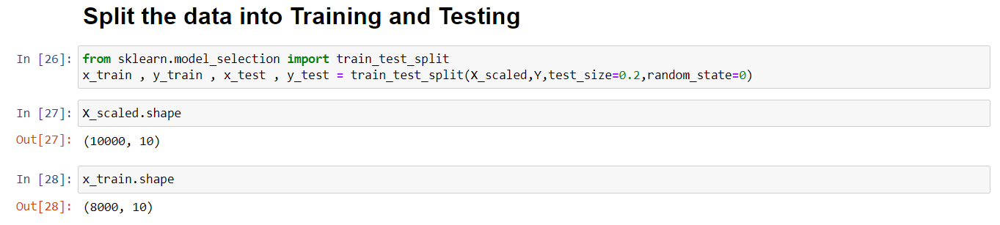 Split the data into Training and Testing
In [26]: from sklearn.model_selection import train_test_split
x_train , y_train , x_test , y_test = train_test_split(X_scaled,Y,test_size=0.2,random_state=0)
In [27]: X_scaled.shape
Out[27]: (10000, 10)
In [28]: x_train.shape
Out[28]: (8000, 10)